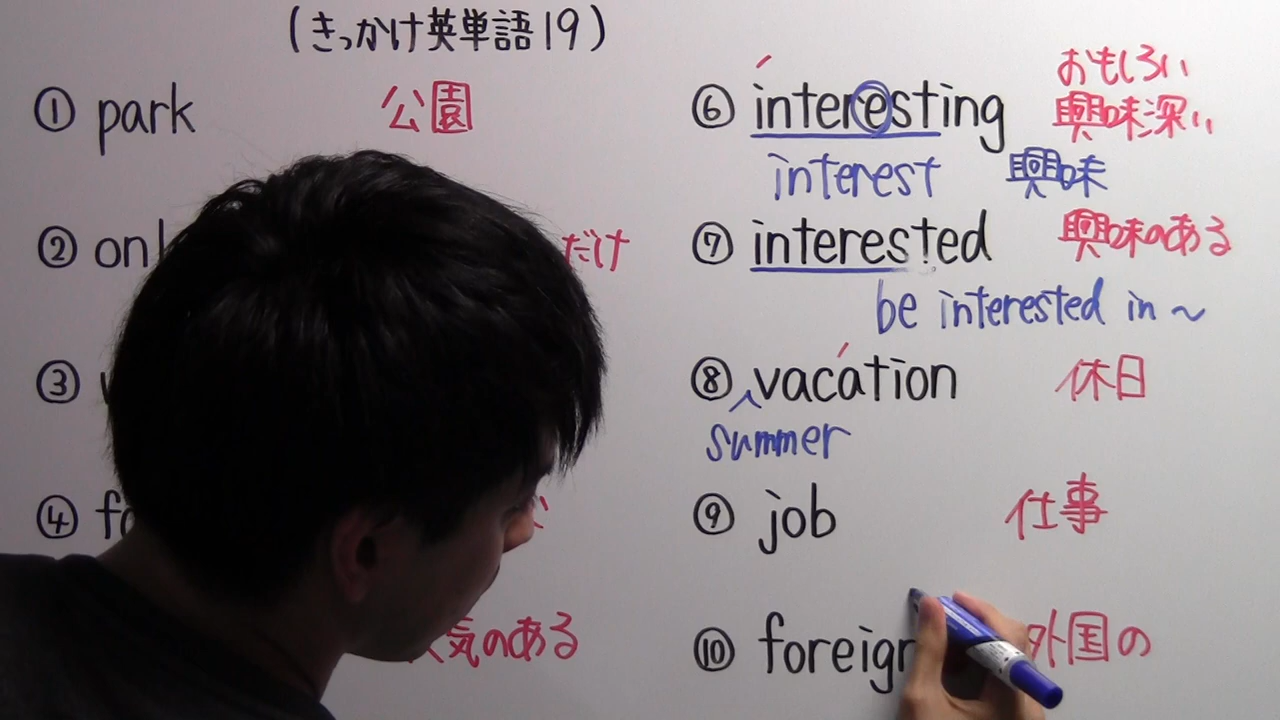 (きっかけ英単語19)
① park 公園
② onl だけ
③
④ fo
気のある
⑥ interesting おもしろい
興味深い
interest 興味
⑦ interested 興味のある
be interested in ~
⑧ vacation 休日
summer
⑨ job 仕事
⑩ foreign 外国の